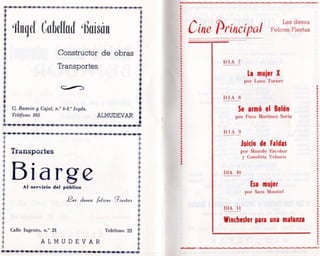 Angel Cabellud Baisán
Constructor de obras
Transportes
C/. Ramón y Cajal, n.º 4-2.º Izqda.
Teléfono 102
ALMUDEVAR
Transportes
Biarge
Al servicio del público
Les desea felices Fiestas
Calle Ingenio, n.º 21
Teléfono 22
ALMUDEVAR
Cine Principal
Les desea
Felices Fiestas
DIA 7
La mujer X
por Lana Turner
DIA 8
Se armó el Belén
por Paco Martínez Soria
DIA 9
Juicio de Faldas
por Manolo Escobar
y Conchita Velasco
DIA 10
Esa mujer
por Sara Montiel
DIA 11
Winchester para una matanza